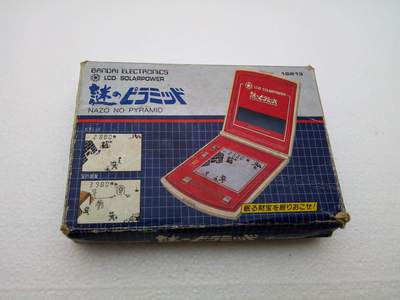 BANDAI ELECTRONICS
LCD SOLARPOWER
16813
謎のピラミッド
NAZO NO PYRAMID
LCD SOLARPOWER
謎のピラミッド
眠る財宝を掘りおこせ!